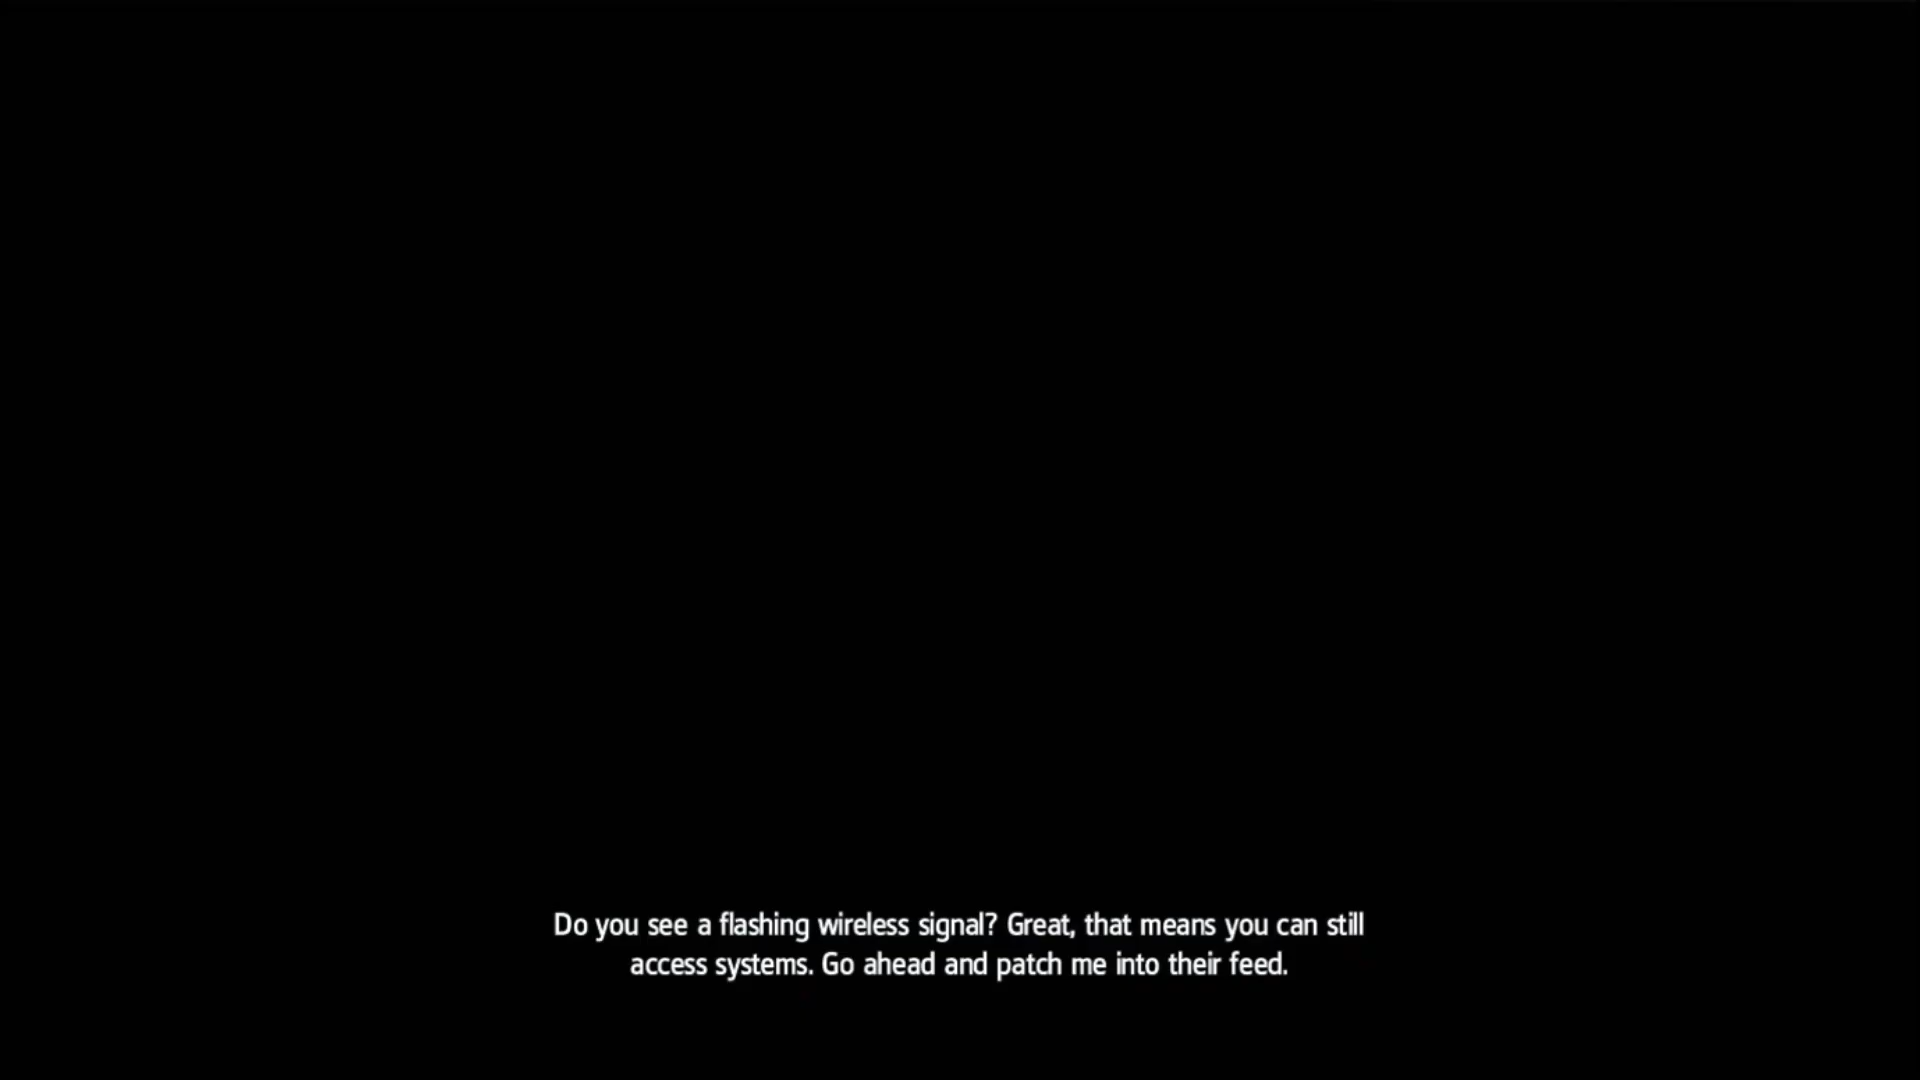 Do you see a flashing wireless signal? Great, that means you can still
access systems. Go ahead and patch me into their feed.